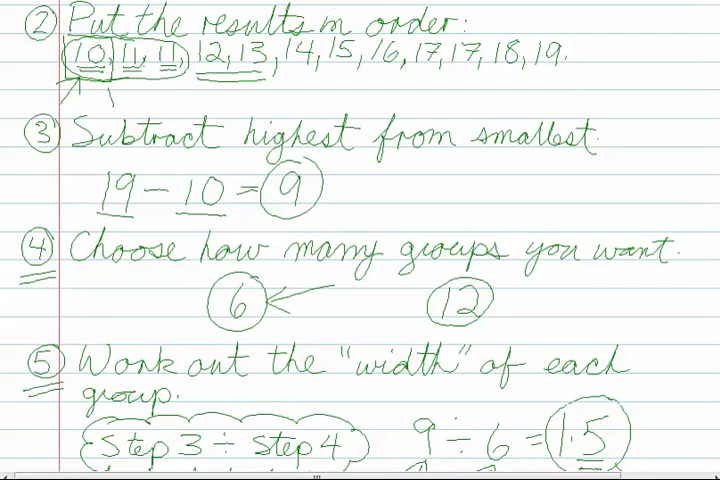 ② Put the results in order:
10, 11, 11, 12, 13, 14, 15, 16, 17, 17, 18, 19.
③ Subtract highest from smallest.
19 - 10 = 9
④ Choose how many groups you want.
6 12
⑤ Work out the "width" of each
group.
Step 3 ÷ Step 4 9 ÷ 6 = 1.5